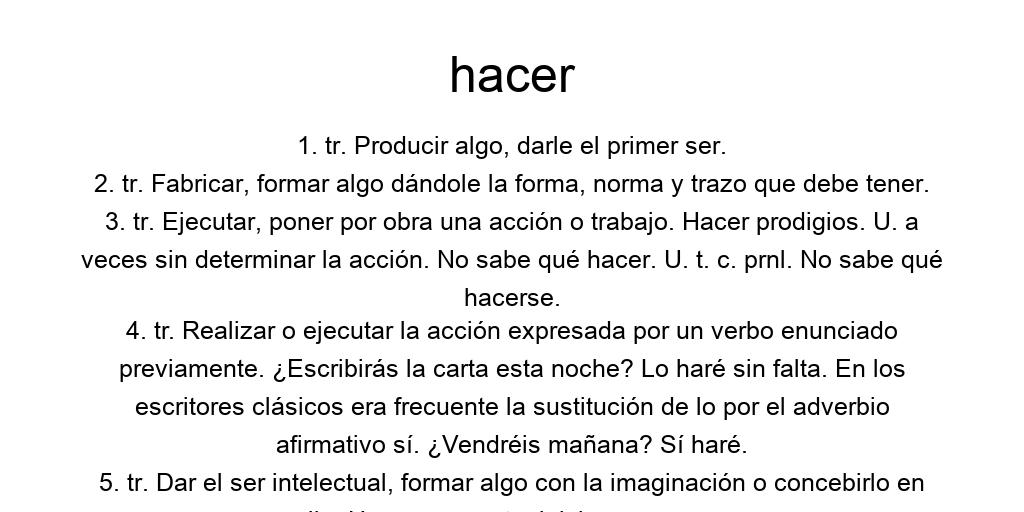 hacer
1. tr. Producir algo, darle el primer ser.
2. tr. Fabricar, formar algo dándole la forma, norma y trazo que debe tener.
3. tr. Ejecutar, poner por obra una acción o trabajo. Hacer prodigios. U. a
veces sin determinar la acción. No sabe qué hacer. U. t. c. prnl. No sabe qué
hacerse.
4. tr. Realizar o ejecutar la acción expresada por un verbo enunciado
previamente. ¿Escribirás la carta esta noche? Lo haré sin falta. En los
escritores clásicos era frecuente la sustitución de lo por el adverbio
afirmativo sí. ¿Vendréis mañana? Sí haré.
5. tr. Dar el ser intelectual, formar algo con la imaginación o concebirlo en